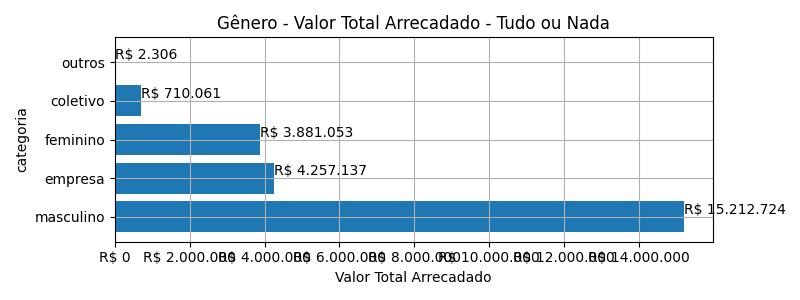 Gênero - Valor Total Arrecadado - Tudo ou Nada
categoria
outros R$ 2.306
coletivo R$ 710.061
feminino R$ 3.881.053
empresa R$ 4.257.137
masculino R$ 15.212.724
R$ 0 R$ 2.000.000 R$ 4.000.000 R$ 6.000.000 R$ 8.000.000 R$ 10.000.000 R$ 12.000.000 R$ 14.000.000
Valor Total Arrecadado